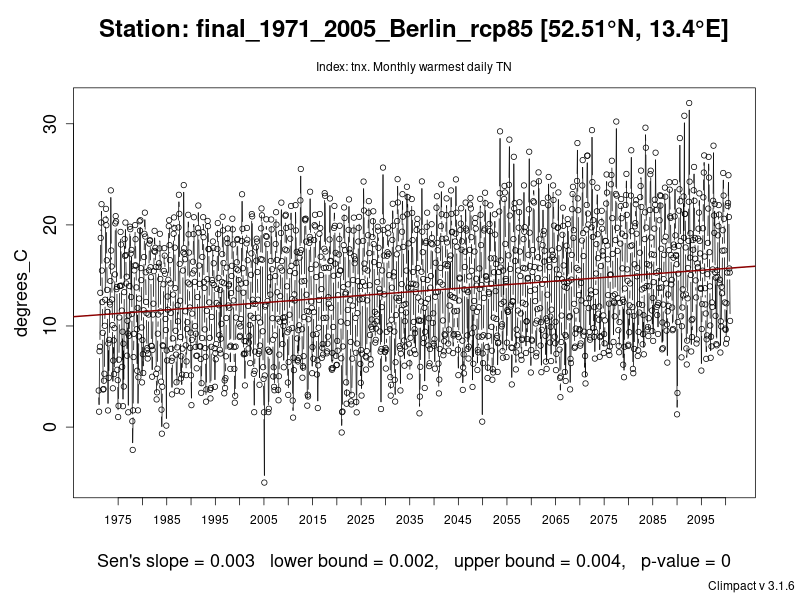 Station: final_1971_2005_Berlin_rcp85 [52.51°N, 13.4°E]
Index: tnx. Monthly warmest daily TN
30
20
10
0
degrees_C
1975 1985 1995 2005 2015 2025 2035 2045 2055 2065 2075 2085 2095
Sen's slope = 0.003 lower bound = 0.002, upper bound = 0.004, p-value = 0
Climpact v 3.1.6